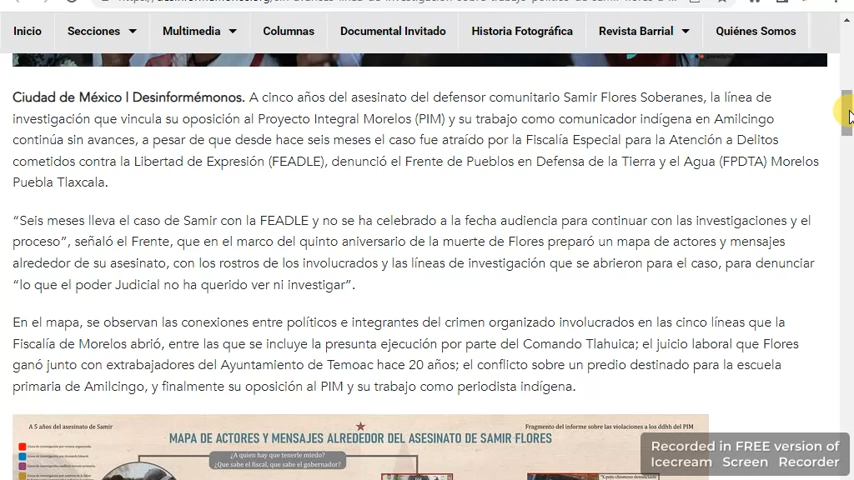 Inicio Secciones Multimedia Columnas Documental Invitado Historia Fotográfica Revista Barrial Quiénes Somos
Ciudad de México | Desinformémonos. A cinco años del asesinato del defensor comunitario Samir Flores Soberanes, la línea de
investigación que vincula su oposición al Proyecto Integral Morelos (PIM) y su trabajo como comunicador indígena en Amilcingo
continúa sin avances, a pesar de que desde hace seis meses el caso fue atraído por la Fiscalía Especial para la Atención a Delitos
cometidos contra la Libertad de Expresión (FEADLE), denunció el Frente de Pueblos en Defensa de la Tierra y el Agua (FPDTA) Morelos
Puebla Tlaxcala.
“Seis meses lleva el caso de Samir con la FEADLE y no se ha celebrado a la fecha audiencia para continuar con las investigaciones y el
proceso”, señaló el Frente, que en el marco del quinto aniversario de la muerte de Flores preparó un mapa de actores y mensajes
alrededor de su asesinato, con los rostros de los involucrados y las líneas de investigación que se abrieron para el caso, para denunciar
“lo que el poder Judicial no ha querido ver ni investigar”.
En el mapa, se observan las conexiones entre políticos e integrantes del crimen organizado involucrados en las cinco líneas que la
Fiscalía de Morelos abrió, entre las que se incluye la presunta ejecución por parte del Comando Tlahuica; el juicio laboral que Flores
ganó junto con extrabajadores del Ayuntamiento de Temoac hace 20 años; el conflicto sobre un predio destinado para la escuela
primaria de Amilcingo, y finalmente su oposición al PIM y su trabajo como periodista indígena.
A 5 años del asesinato de Samir
Fragmento del informe sobre las violaciones a los ddhh del PIM
MAPA DE ACTORES Y MENSAJES ALREDEDOR DEL ASESINATO DE SAMIR FLORES
¿A quien hay que tenerle miedo?
¿Que sabe el fiscal, que sabe el gobernador?
Recorded in FREE version of
Icecream Screen Recorder